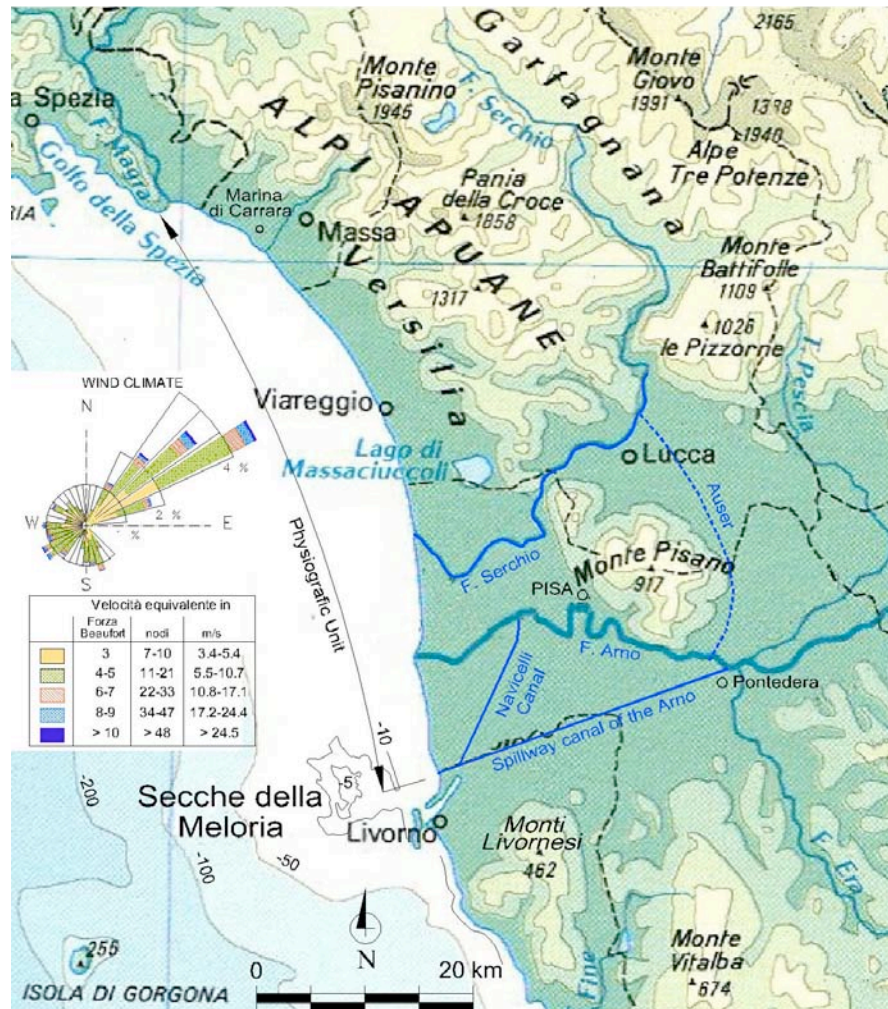 2165
Garfagnana
Monte
Pisanino
1945
F. Serchio
Monte
Giovo
1991
1398
1940
a Spezia
F. Magra
ALPI APUANE
Alpe
Tre Potenze
Golfo della Spezia
RIA
Marina
di Carrara
Massa
Pania
della Croce
1858
Monte
Battifolle
1109
Versilia
1317
1026
le Pizzorne
T. Pescia
WIND CLIMATE
N
4 %
2 %
%
W
E
S
Viareggio
Lago di
Massaciuccoli
Lucca
Auser
Physiografic Unit
F. Serchio
Monte Pisano
917
PISA
F. Arno
Navicelli
Canal
Pontedera
Spillway canal of the Arno
Velocità equivalente in
Forza
Beaufort nodi m/s
3 7-10 3.4-5.4
4-5 11-21 5.5-10.7
6-7 22-33 10.8-17.1
8-9 34-47 17.2-24.4
> 10 > 48 > 24.5
-10
-5
Secche della
Meloria
Livorno
-200
-100
-50
Monti
Livornesi
462
F. Era
Fine
Monte
Vitalba
674
255
ISOLA DI GORGONA
N
0 20 km